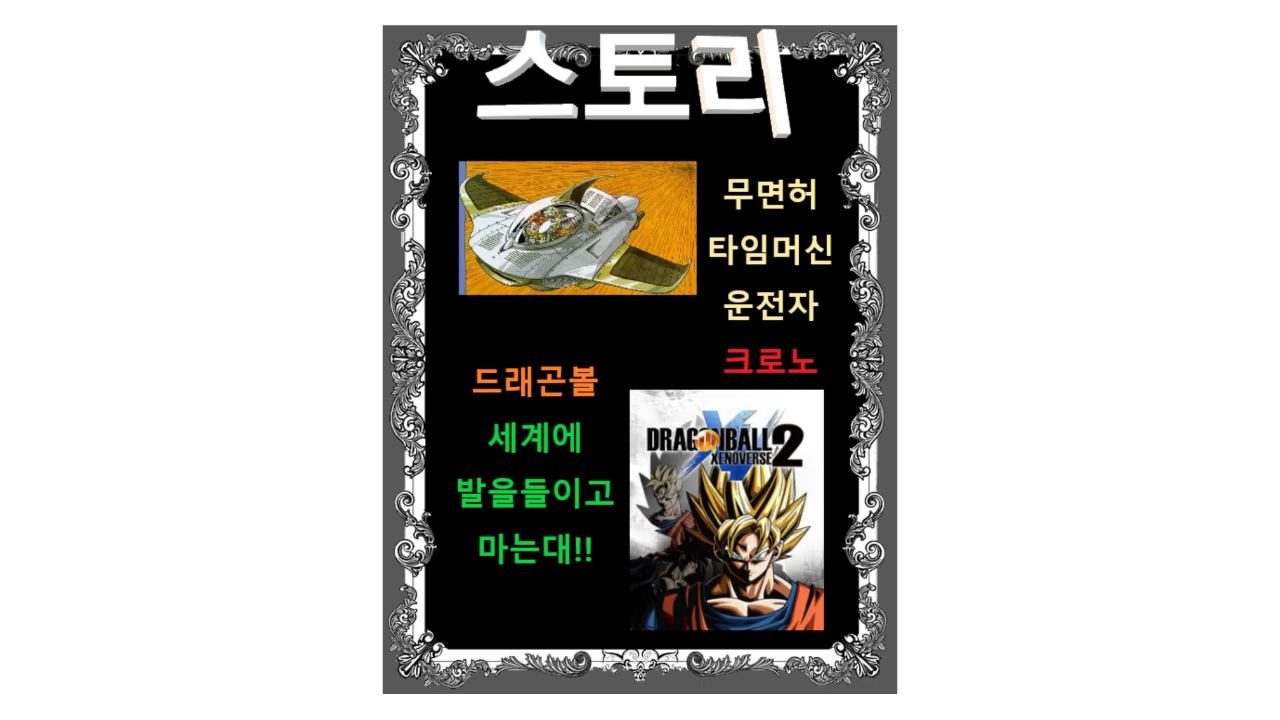 스토리
무면허
타임머신
운전자
크로노
드래곤볼
세계에
발을들이고
마는대!!
DRAGONBALL
XENOVERSE 2